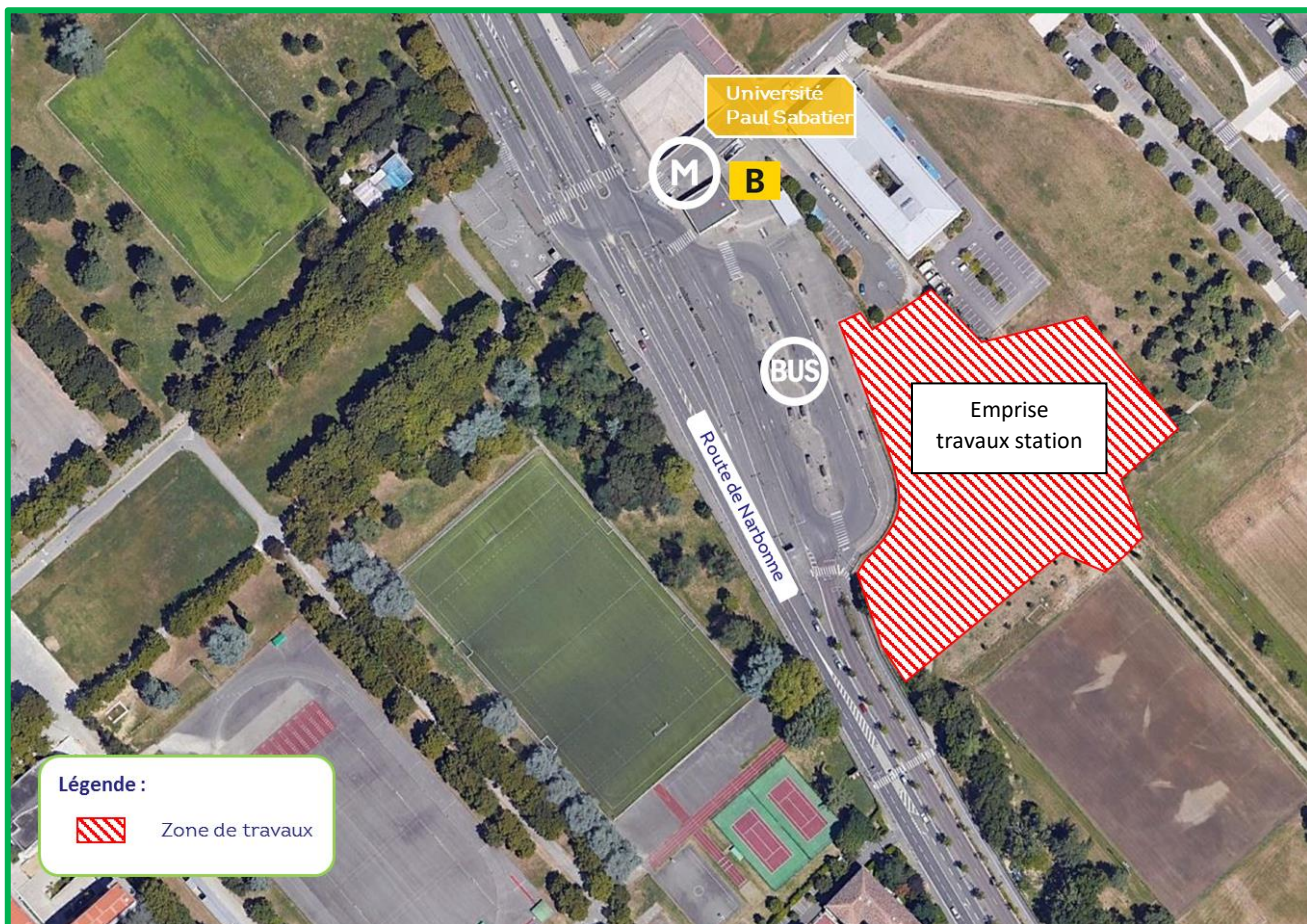 Université
Paul Sabatier
M
B
BUS
Emprise
travaux station
Route de Narbonne
Légende :
Zone de travaux